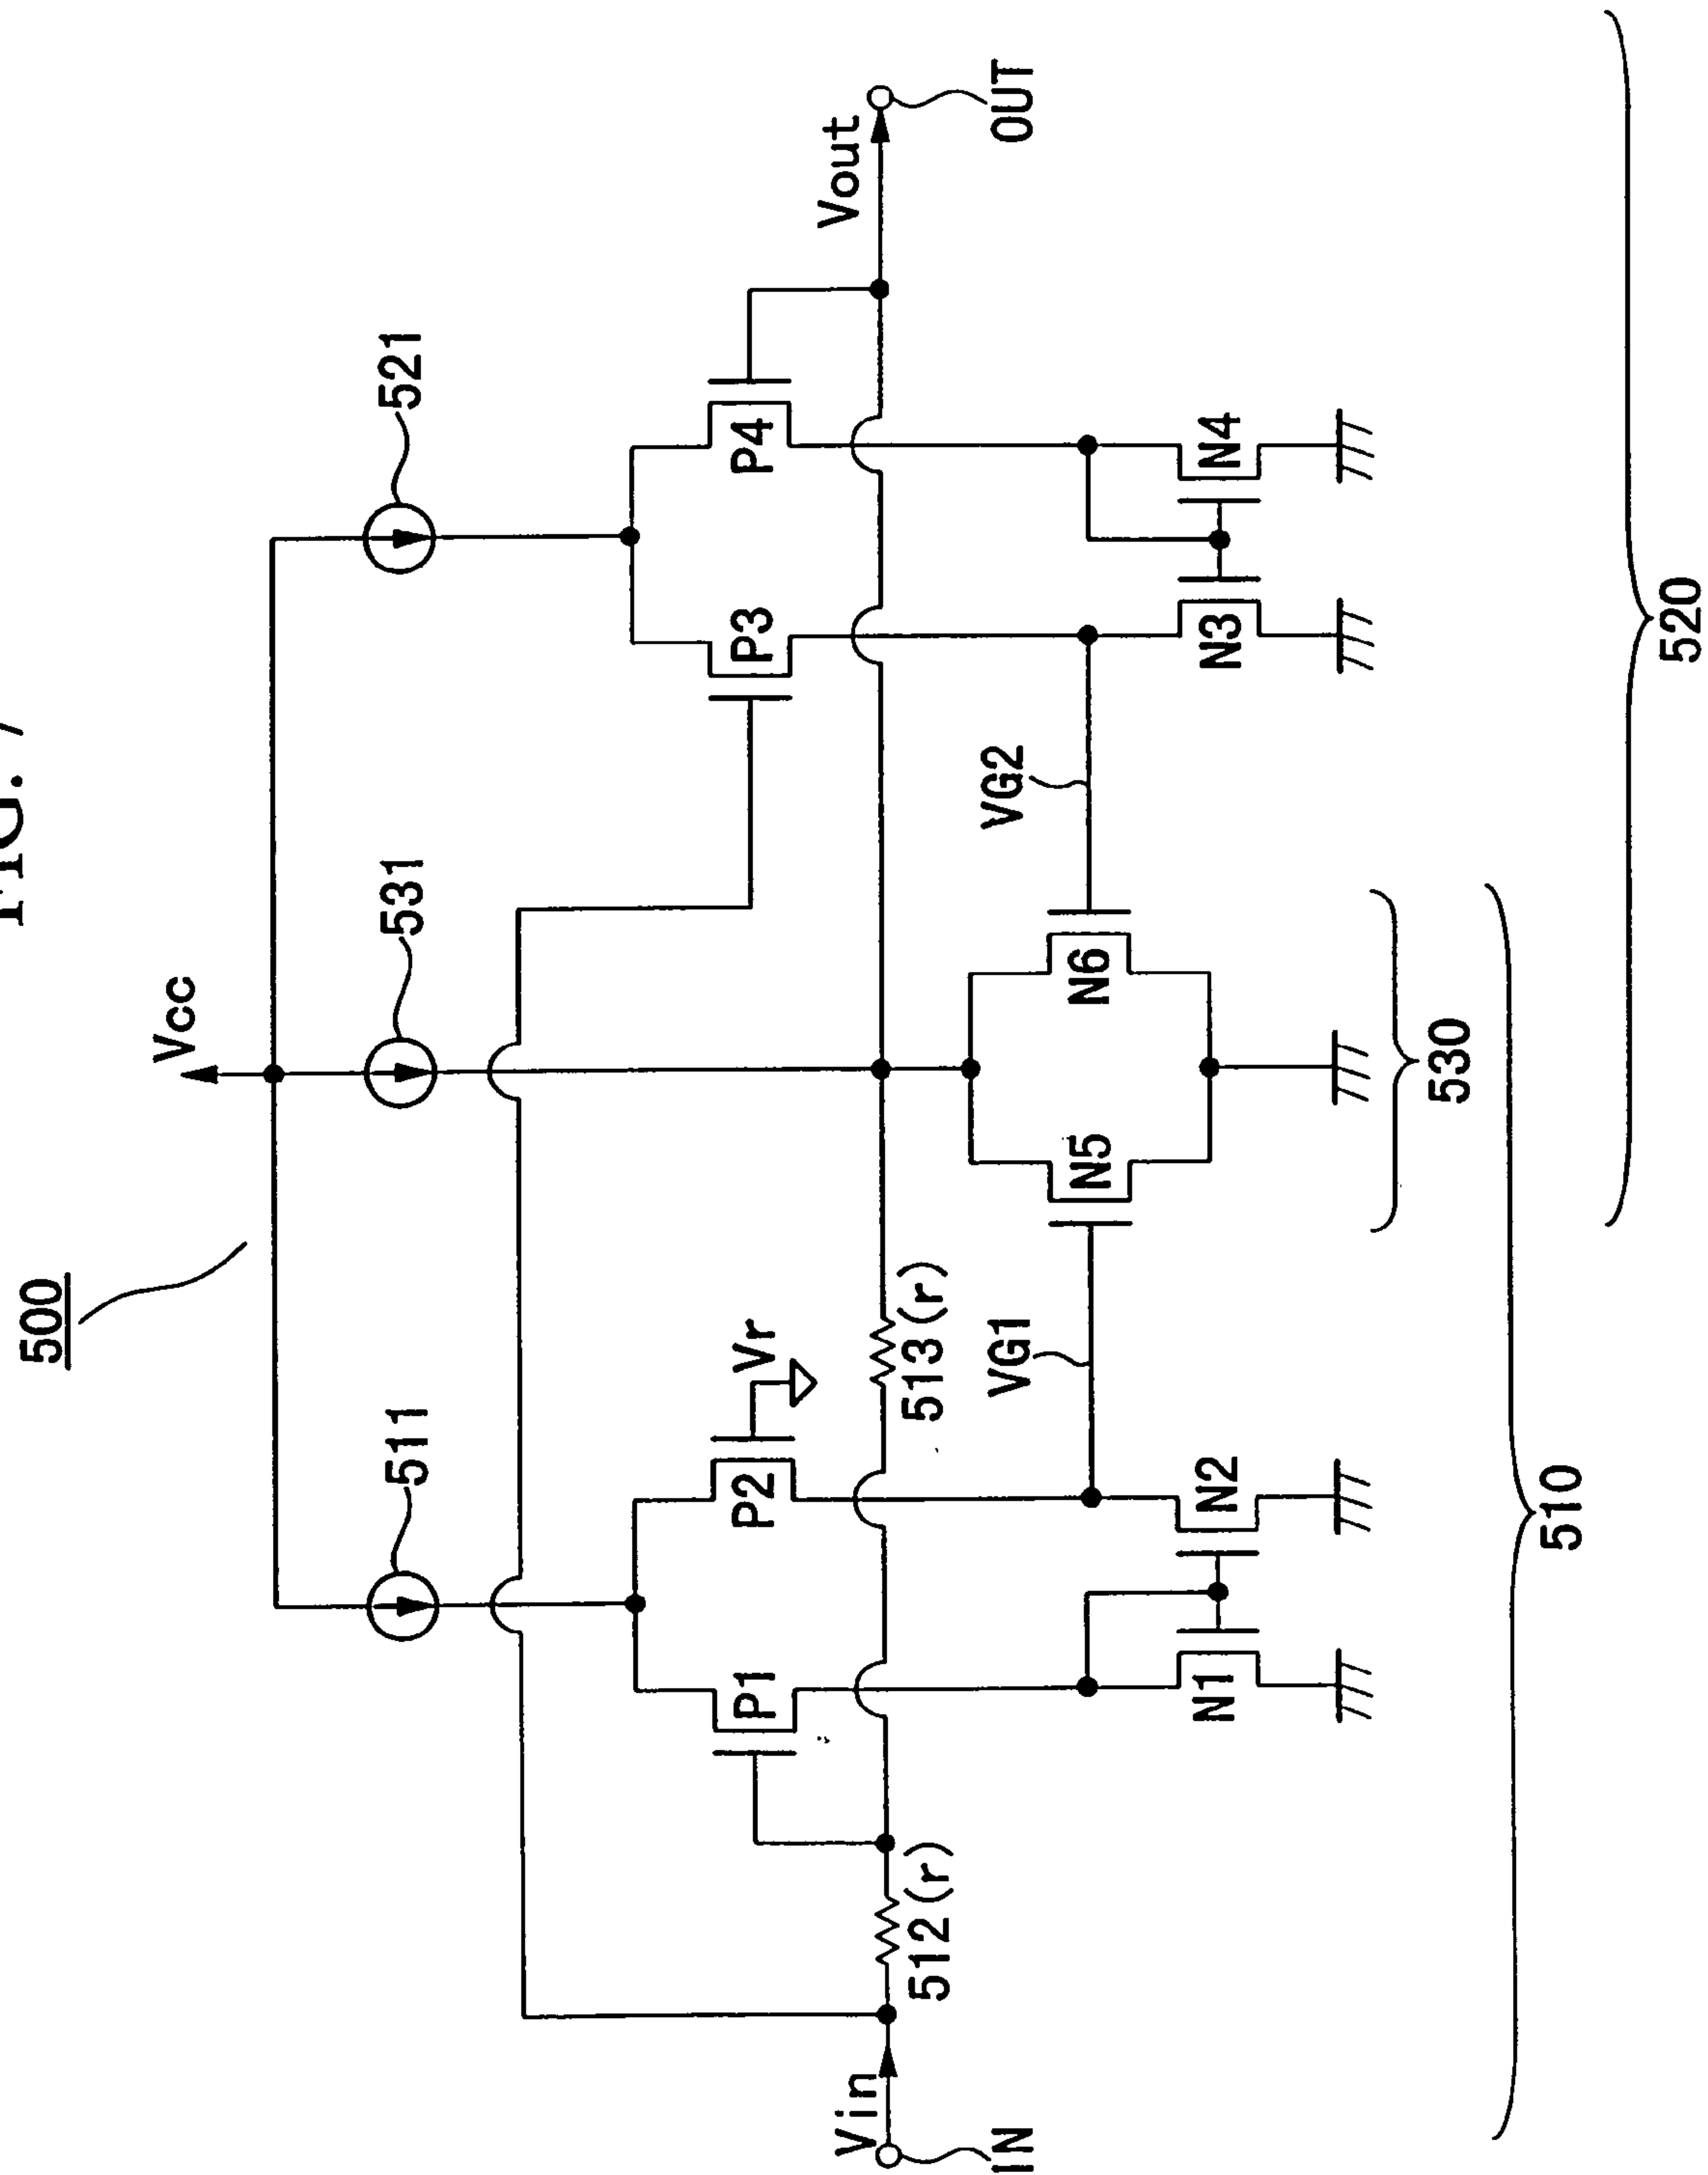 FIG. 7
500
Vcc
511
531
521
P1
P2
Vr
P3
P4
Vin
IN
512(r)
513(r)
Vout
OUT
VG1
VG2
N5
N6
N1
N2
N3
N4
530
510
520